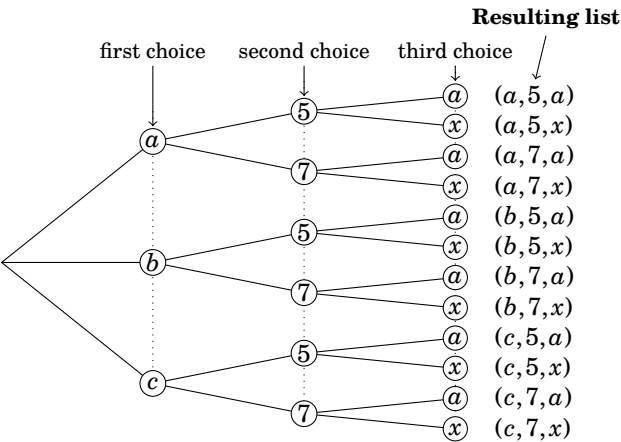 Resulting list
first choice second choice third choice
a (a,5,a)
5
x (a,5,x)
a
a (a,7,a)
7
x (a,7,x)
a (b,5,a)
5
x (b,5,x)
b
a (b,7,a)
7
x (b,7,x)
a (c,5,a)
5
x (c,5,x)
c
a (c,7,a)
7
x (c,7,x)